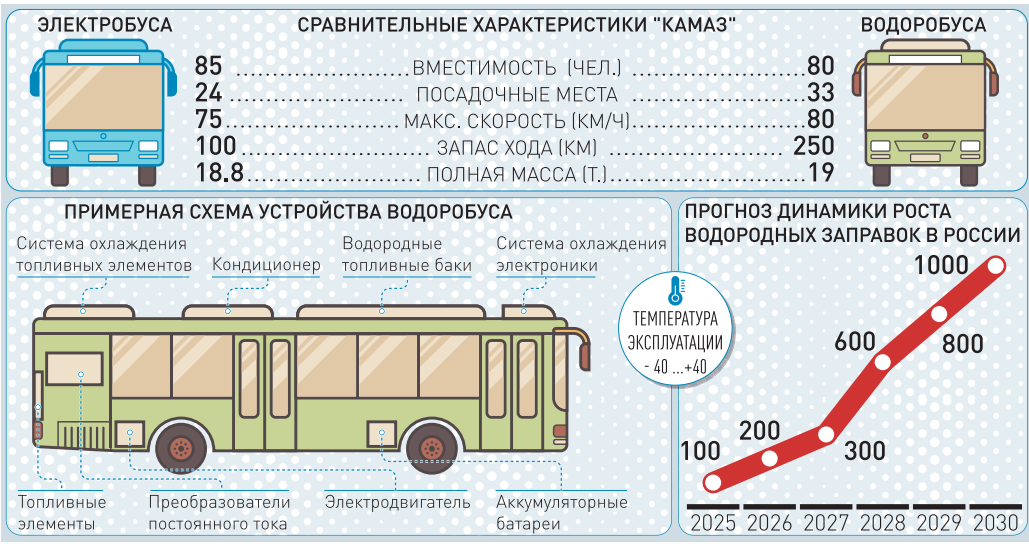 ЭЛЕКТРОБУСА
СРАВНИТЕЛЬНЫЕ ХАРАКТЕРИСТИКИ "КАМАЗ"
ВОДОРОБУСА
85 ВМЕСТИМОСТЬ (ЧЕЛ.) 80
24 ПОСАДОЧНЫЕ МЕСТА 33
75 МАКС. СКОРОСТЬ (КМ/Ч) 80
100 ЗАПАС ХОДА (КМ) 250
18.8 ПОЛНАЯ МАССА (Т.) 19
ПРИМЕРНАЯ СХЕМА УСТРОЙСТВА ВОДОРОБУСА
Система охлаждения
топливных элементов
Кондиционер
Водородные
топливные баки
Система охлаждения
электроники
Топливные
элементы
Преобразователи
постоянного тока
Электродвигатель
Аккумуляторные
батареи
ТЕМПЕРАТУРА
ЭКСПЛУАТАЦИИ
- 40 ...+40
ПРОГНОЗ ДИНАМИКИ РОСТА
ВОДОРОДНЫХ ЗАПРАВОК В РОССИИ
1000
800
600
300
200
100
2025 2026 2027 2028 2029 2030